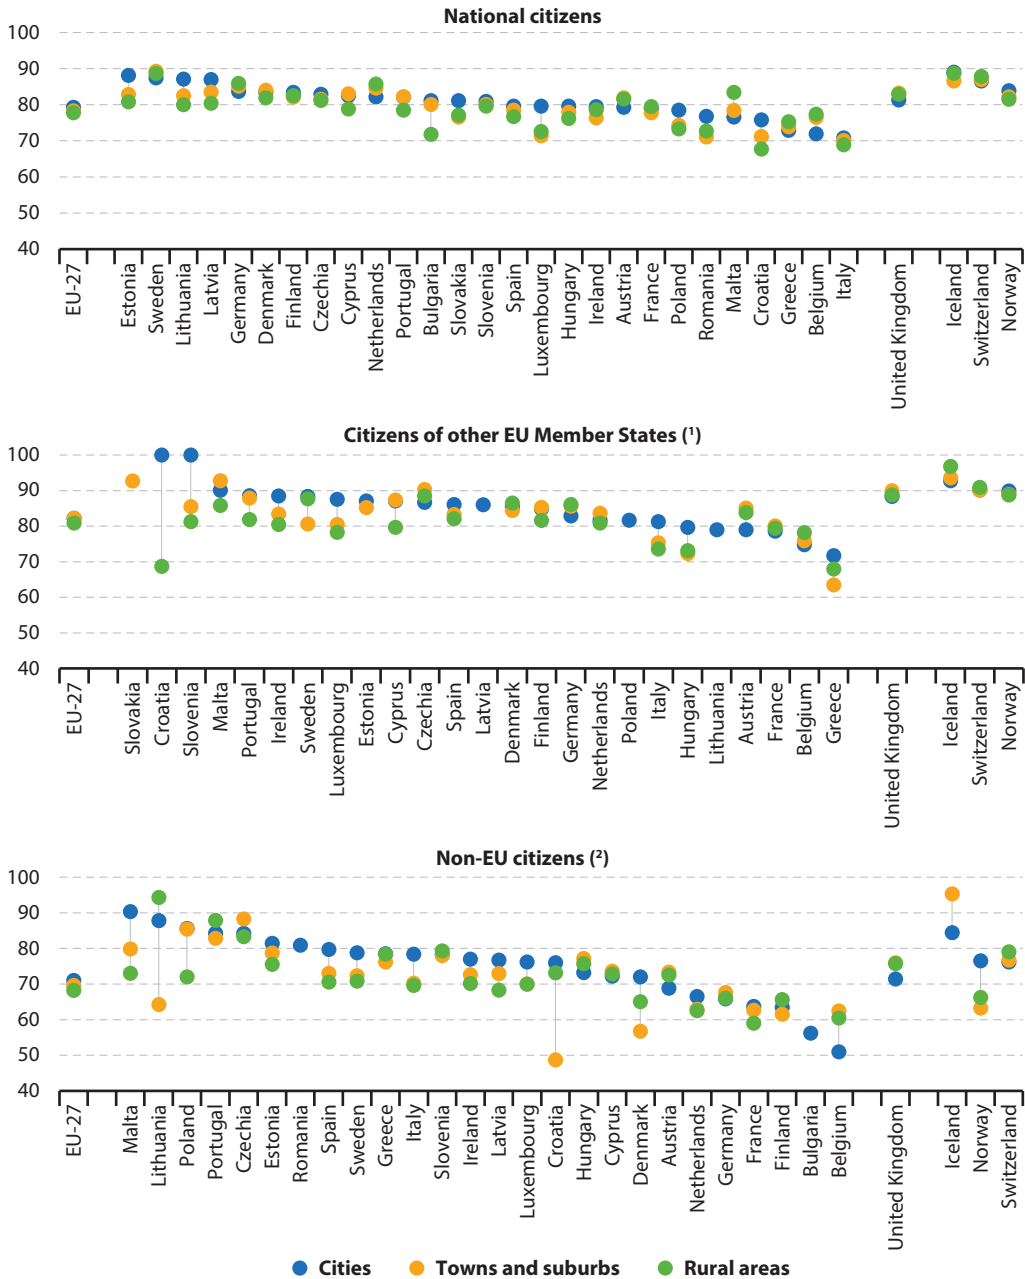 National citizens
100
90
80
70
60
50
40
EU-27
Estonia
Sweden
Lithuania
Latvia
Germany
Denmark
Finland
Czechia
Cyprus
Netherlands
Portugal
Bulgaria
Slovakia
Slovenia
Spain
Luxembourg
Hungary
Ireland
Austria
France
Poland
Romania
Malta
Croatia
Greece
Belgium
Italy
United Kingdom
Iceland
Switzerland
Norway
Citizens of other EU Member States (¹)
100
90
80
70
60
50
40
EU-27
Slovakia
Croatia
Slovenia
Malta
Portugal
Ireland
Sweden
Luxembourg
Estonia
Cyprus
Czechia
Spain
Latvia
Denmark
Finland
Germany
Netherlands
Poland
Italy
Hungary
Lithuania
Austria
France
Belgium
Greece
United Kingdom
Iceland
Switzerland
Norway
Non-EU citizens (²)
100
90
80
70
60
50
40
EU-27
Malta
Lithuania
Poland
Portugal
Czechia
Estonia
Romania
Spain
Sweden
Greece
Italy
Slovenia
Ireland
Latvia
Luxembourg
Croatia
Hungary
Cyprus
Denmark
Austria
Netherlands
Germany
France
Finland
Bulgaria
Belgium
United Kingdom
Iceland
Norway
Switzerland
Cities
Towns and suburbs
Rural areas